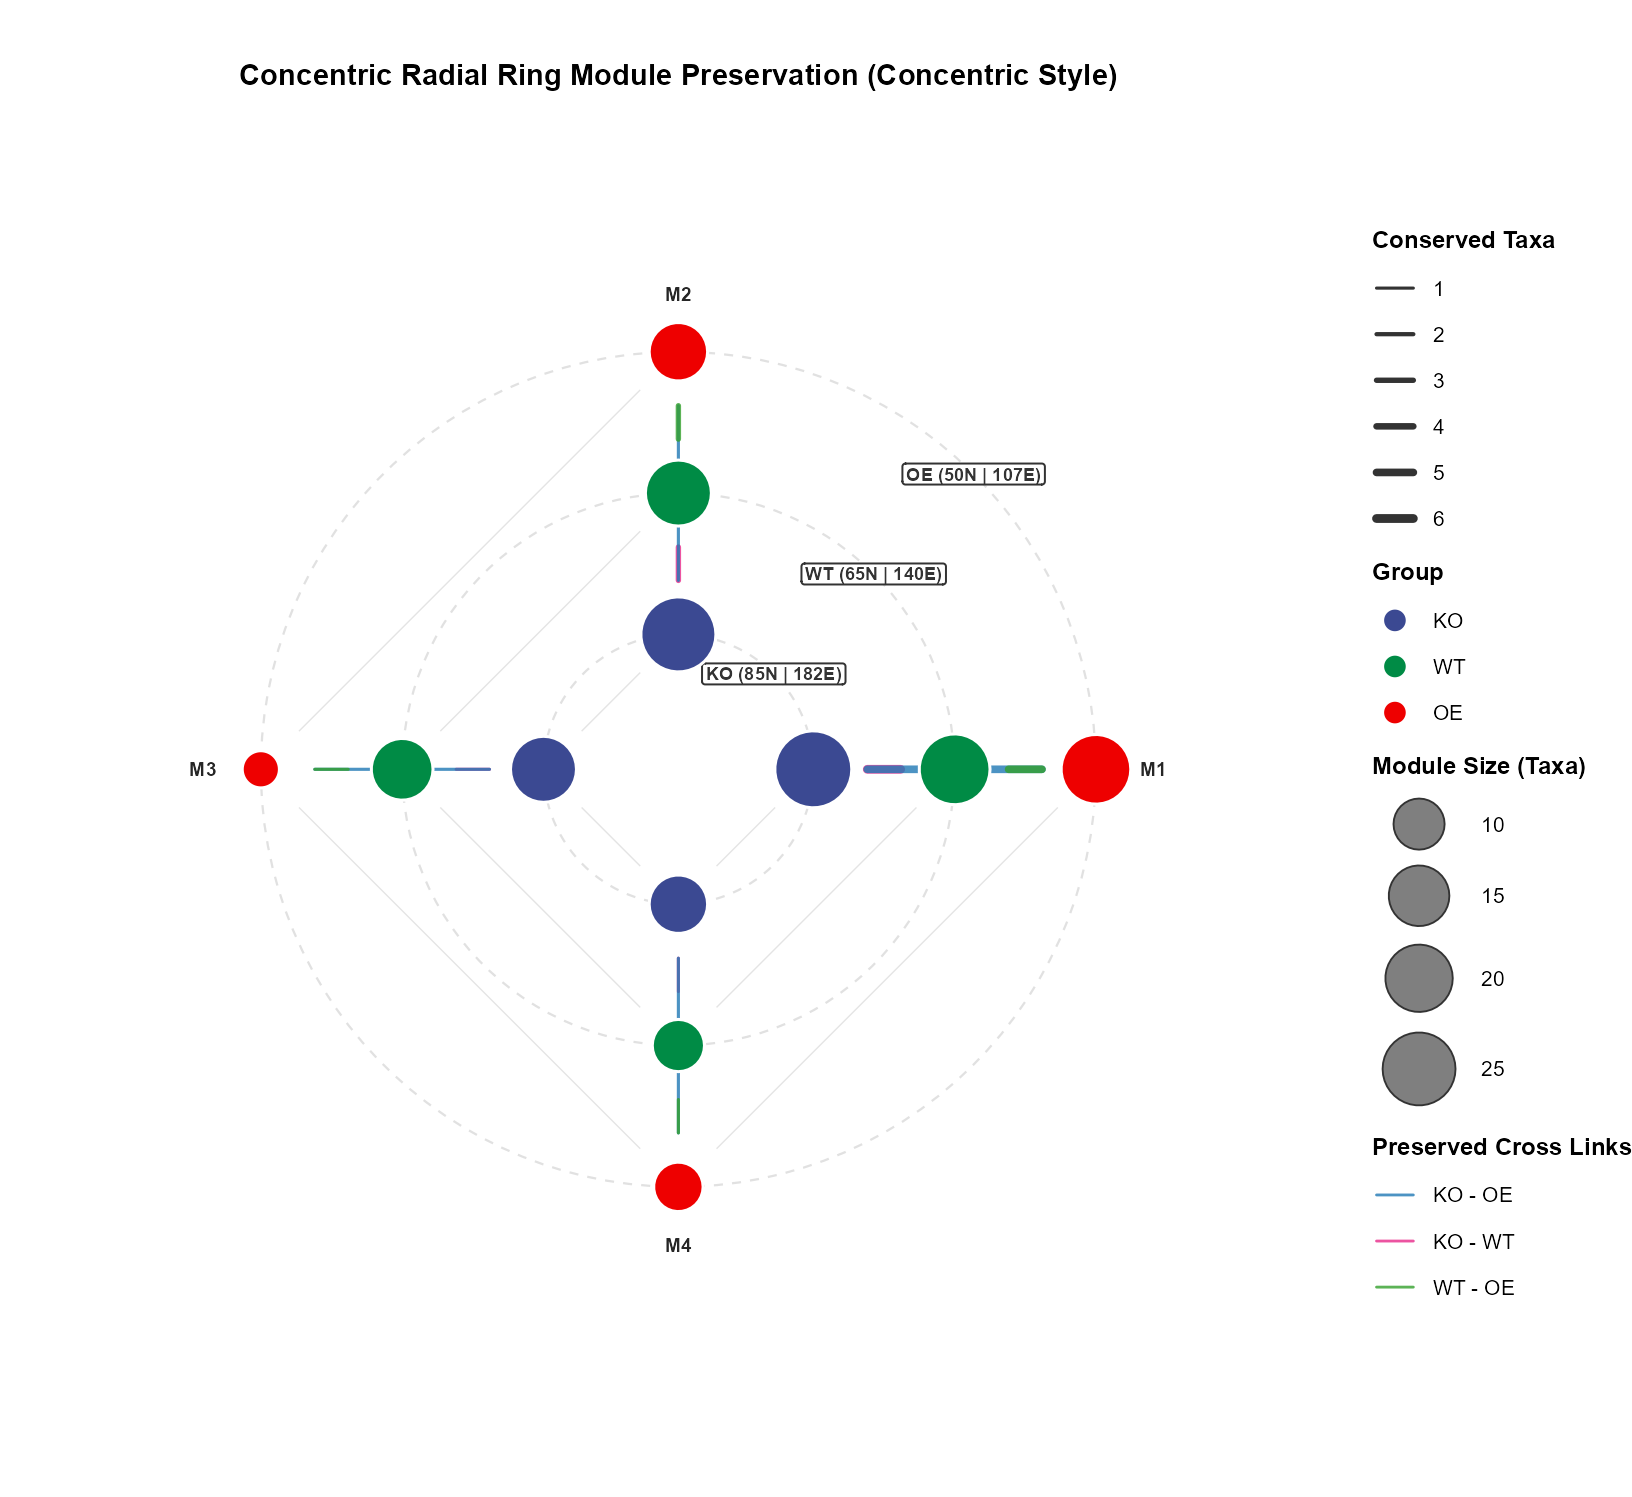 Concentric Radial Ring Module Preservation (Concentric Style)
M2
OE (50N | 107E)
WT (65N | 140E)
KO (85N | 182E)
M3
M1
M4
Conserved Taxa
1
2
3
4
5
6
Group
KO
WT
OE
Module Size (Taxa)
10
15
20
25
Preserved Cross Links
KO - OE
KO - WT
WT - OE